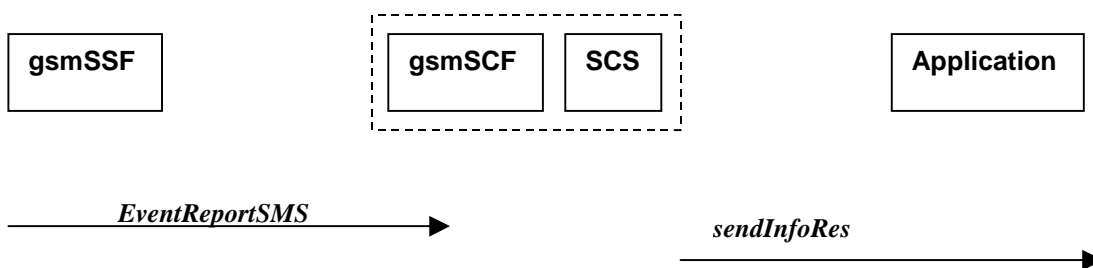 gsmSSF
gsmSCF
SCS
Application
EventReportSMS
sendInfoRes